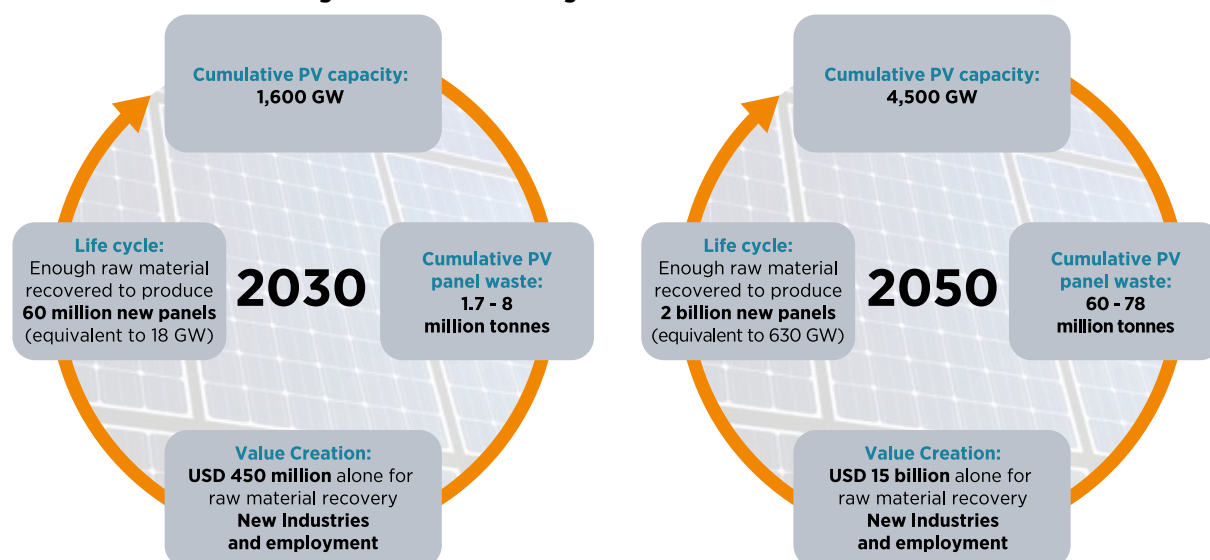 Cumulative PV capacity:
1,600 GW
Life cycle:
Enough raw material
recovered to produce
60 million new panels
(equivalent to 18 GW)
2030
Cumulative PV
panel waste:
1.7 - 8
million tonnes
Value Creation:
USD 450 million alone for
raw material recovery
New Industries
and employment
Cumulative PV capacity:
4,500 GW
Life cycle:
Enough raw material
recovered to produce
2 billion new panels
(equivalent to 630 GW)
2050
Cumulative PV
panel waste:
60 - 78
million tonnes
Value Creation:
USD 15 billion alone for
raw material recovery
New Industries
and employment